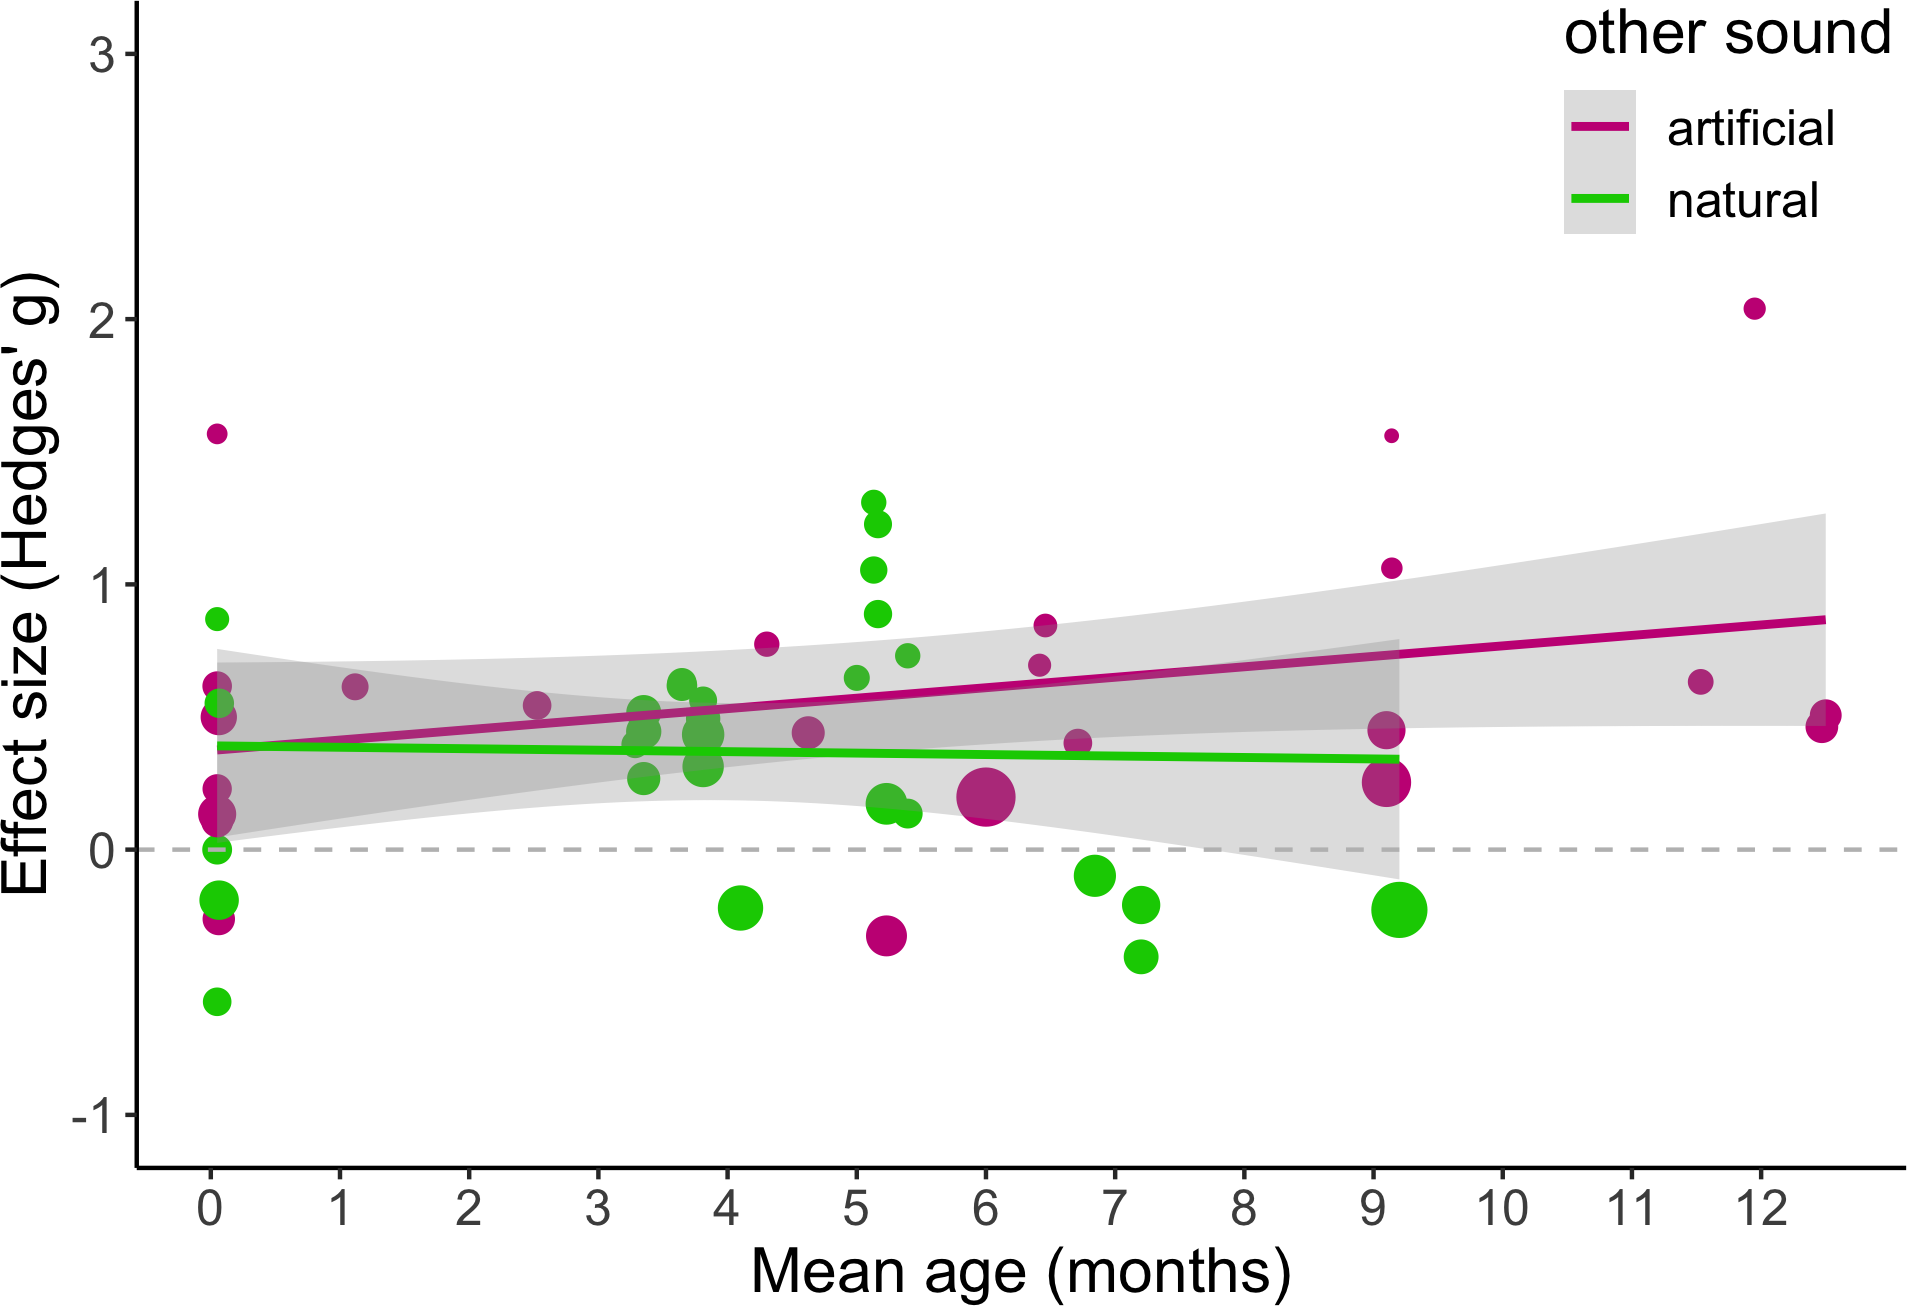 other sound
artificial
natural
Effect size (Hedges' g)
3
2
1
0
-1
0 1 2 3 4 5 6 7 8 9 10 11 12
Mean age (months)